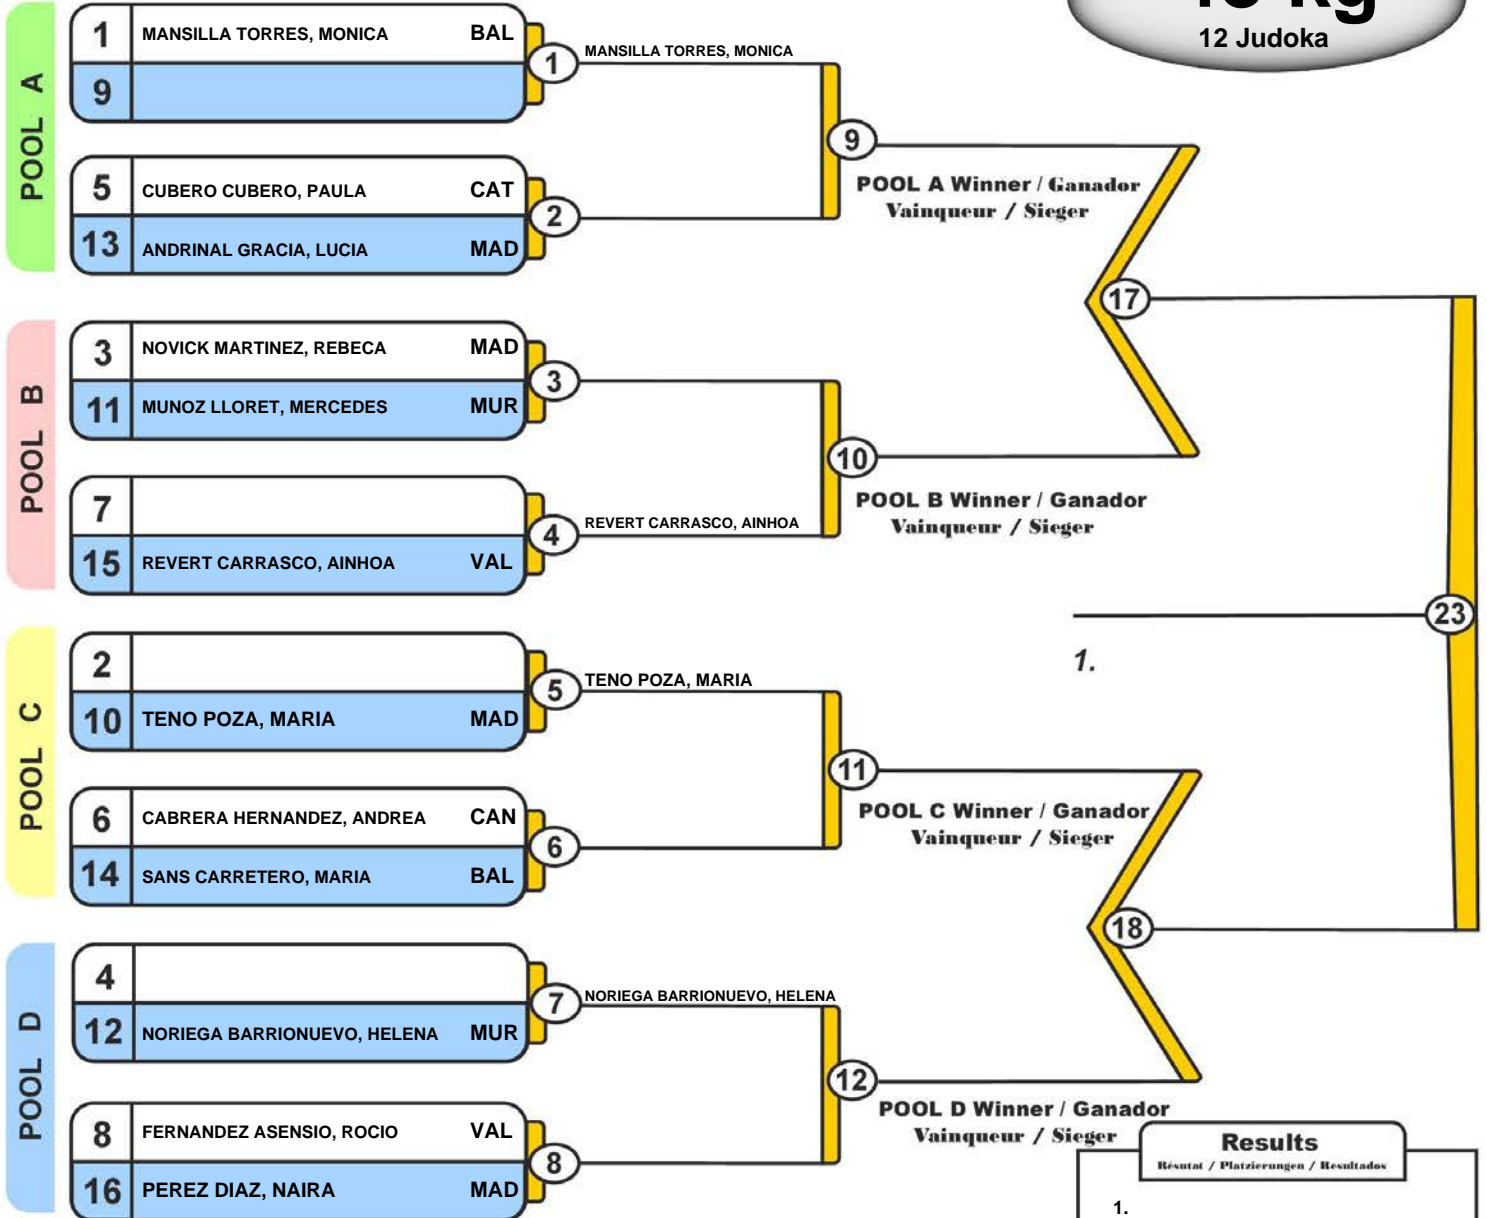 kg
12 Judoka
POOL A
1 MANSILLA TORRES, MONICA BAL
9
1 MANSILLA TORRES, MONICA
5 CUBERO CUBERO, PAULA CAT
13 ANDRINAL GRACIA, LUCIA MAD
2
9
POOL A Winner / Ganador
Vainqueur / Sieger
POOL B
3 NOVICK MARTINEZ, REBECA MAD
11 MUNOZ LLORET, MERCEDES MUR
3
7
15 REVERT CARRASCO, AINHOA VAL
4 REVERT CARRASCO, AINHOA
10
POOL B Winner / Ganador
Vainqueur / Sieger
17
23
1.
POOL C
2
10 TENO POZA, MARIA MAD
5 TENO POZA, MARIA
6 CABRERA HERNANDEZ, ANDREA CAN
14 SANS CARRETERO, MARIA BAL
6
11
POOL C Winner / Ganador
Vainqueur / Sieger
18
POOL D
4
12 NORIEGA BARRIONUEVO, HELENA MUR
7 NORIEGA BARRIONUEVO, HELENA
8 FERNANDEZ ASENSIO, ROCIO VAL
16 PEREZ DIAZ, NAIRA MAD
8
12
POOL D Winner / Ganador
Vainqueur / Sieger
Results
Résutat / Platzierungen / Resultados
1.